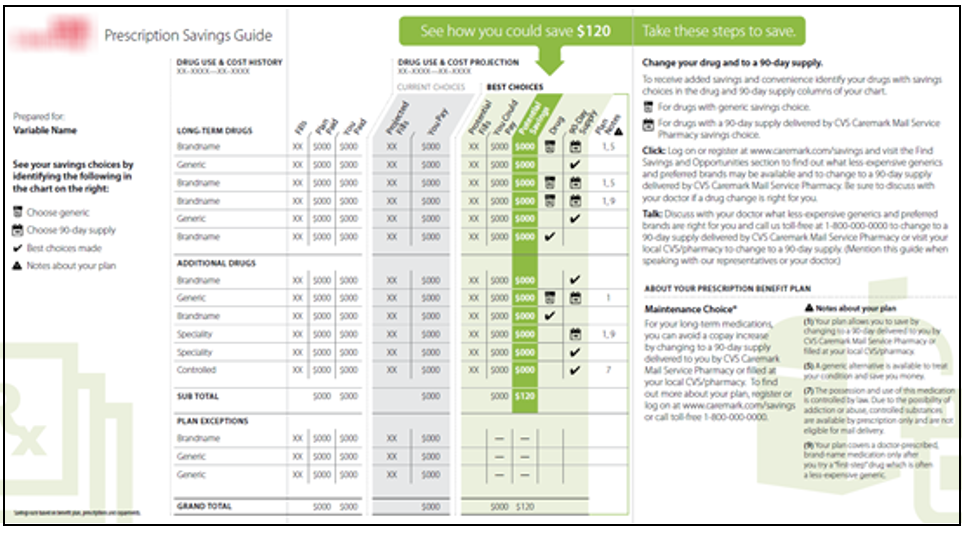 Prescription Savings Guide
See how you could save $120
Take these steps to save.
DRUG USE & COST HISTORY
XX-XXXX—XX-XXXX
DRUG USE & COST PROJECTION
XX-XXXX—XX-XXXX
CURRENT CHOICES
BEST CHOICES
Prepared for:
Variable Name
See your savings choices by
identifying the following in
the chart on the right:
Choose generic
Choose 90-day supply
Best choices made
Notes about your plan
LONG-TERM DRUGS Fills Plan Paid You Paid Projected Fills You Pay Potential Fills You Could Pay Potential Savings Drug 90-Day Supply Plan Notes
Brandname XX $000 $000 XX $000 XX $000 $000 1, 5
Generic XX $000 $000 XX $000 XX $000 $000 ✔
Brandname XX $000 $000 XX $000 XX $000 $000 1, 5
Brandname XX $000 $000 XX $000 XX $000 $000 1, 9
Generic XX $000 $000 XX $000 XX $000 $000 ✔
Brandname XX $000 $000 XX $000 XX $000 $000 ✔
ADDITIONAL DRUGS
Brandname XX $000 $000 XX $000 XX $000 $000 ✔
Generic XX $000 $000 XX $000 XX $000 $000 1
Brandname XX $000 $000 XX $000 XX $000 $000 ✔
Speciality XX $000 $000 XX $000 XX $000 $000 1, 9
Speciality XX $000 $000 XX $000 XX $000 $000 ✔
Controlled XX $000 $000 XX $000 XX $000 $000 ✔ 7
SUB TOTAL $000 $000 $000 $000 $120
PLAN EXCEPTIONS
Brandname XX $000 $000 XX $000 — —
Generic XX $000 $000 XX $000 — —
Generic XX $000 $000 XX $000 — —
GRAND TOTAL $000 $000 $000 $000 $120
Change your drug and to a 90-day supply.
To receive added savings and convenience identify your drugs with savings
choices in the drug and 90-day supply columns of your chart.
For drugs with generic savings choice.
For drugs with a 90-day supply delivered by CVS Caremark Mail Service
Pharmacy savings choice.
Click: Log on or register at www.caremark.com/savings and visit the Find
Savings and Opportunities section to find out what less-expensive generics
and preferred brands may be available and to change to a 90-day supply
delivered by CVS Caremark Mail Service Pharmacy. Be sure to discuss with
your doctor if a drug change is right for you.
Talk: Discuss with your doctor what less-expensive generics and preferred
brands are right for you and call us toll-free at 1-800-000-0000 to change to a
90-day supply delivered by CVS Caremark Mail Service Pharmacy or visit your
local CVS/pharmacy to change to a 90-day supply. (Mention this guide when
speaking with our representatives or your doctor.)
ABOUT YOUR PRESCRIPTION BENEFIT PLAN
Maintenance Choice®
For your long-term medications,
you can avoid a copay increase
by changing to a 90-day supply
delivered to you by CVS Caremark
Mail Service Pharmacy or filled at
your local CVS/pharmacy. To find
out more about your plan, register or
log on at www.caremark.com/savings
or call toll-free 1-800-000-0000.
Notes about your plan
(1) Your plan allows you to save by
changing to a 90-day delivered to you by
CVS Caremark Mail Service Pharmacy or
filled at your local CVS/pharmacy.
(5) A generic alternative is available to treat
your condition and save you money.
(7) The possession and use of this medication
is controlled by law. Due to the possibility of
addiction or abuse, controlled substances
are available by prescription only and are not
eligible for mail delivery.
(9) Your plan covers a doctor-prescribed,
brand-name medication only after
you try a "first-step" drug which is often
a less-expensive generic.